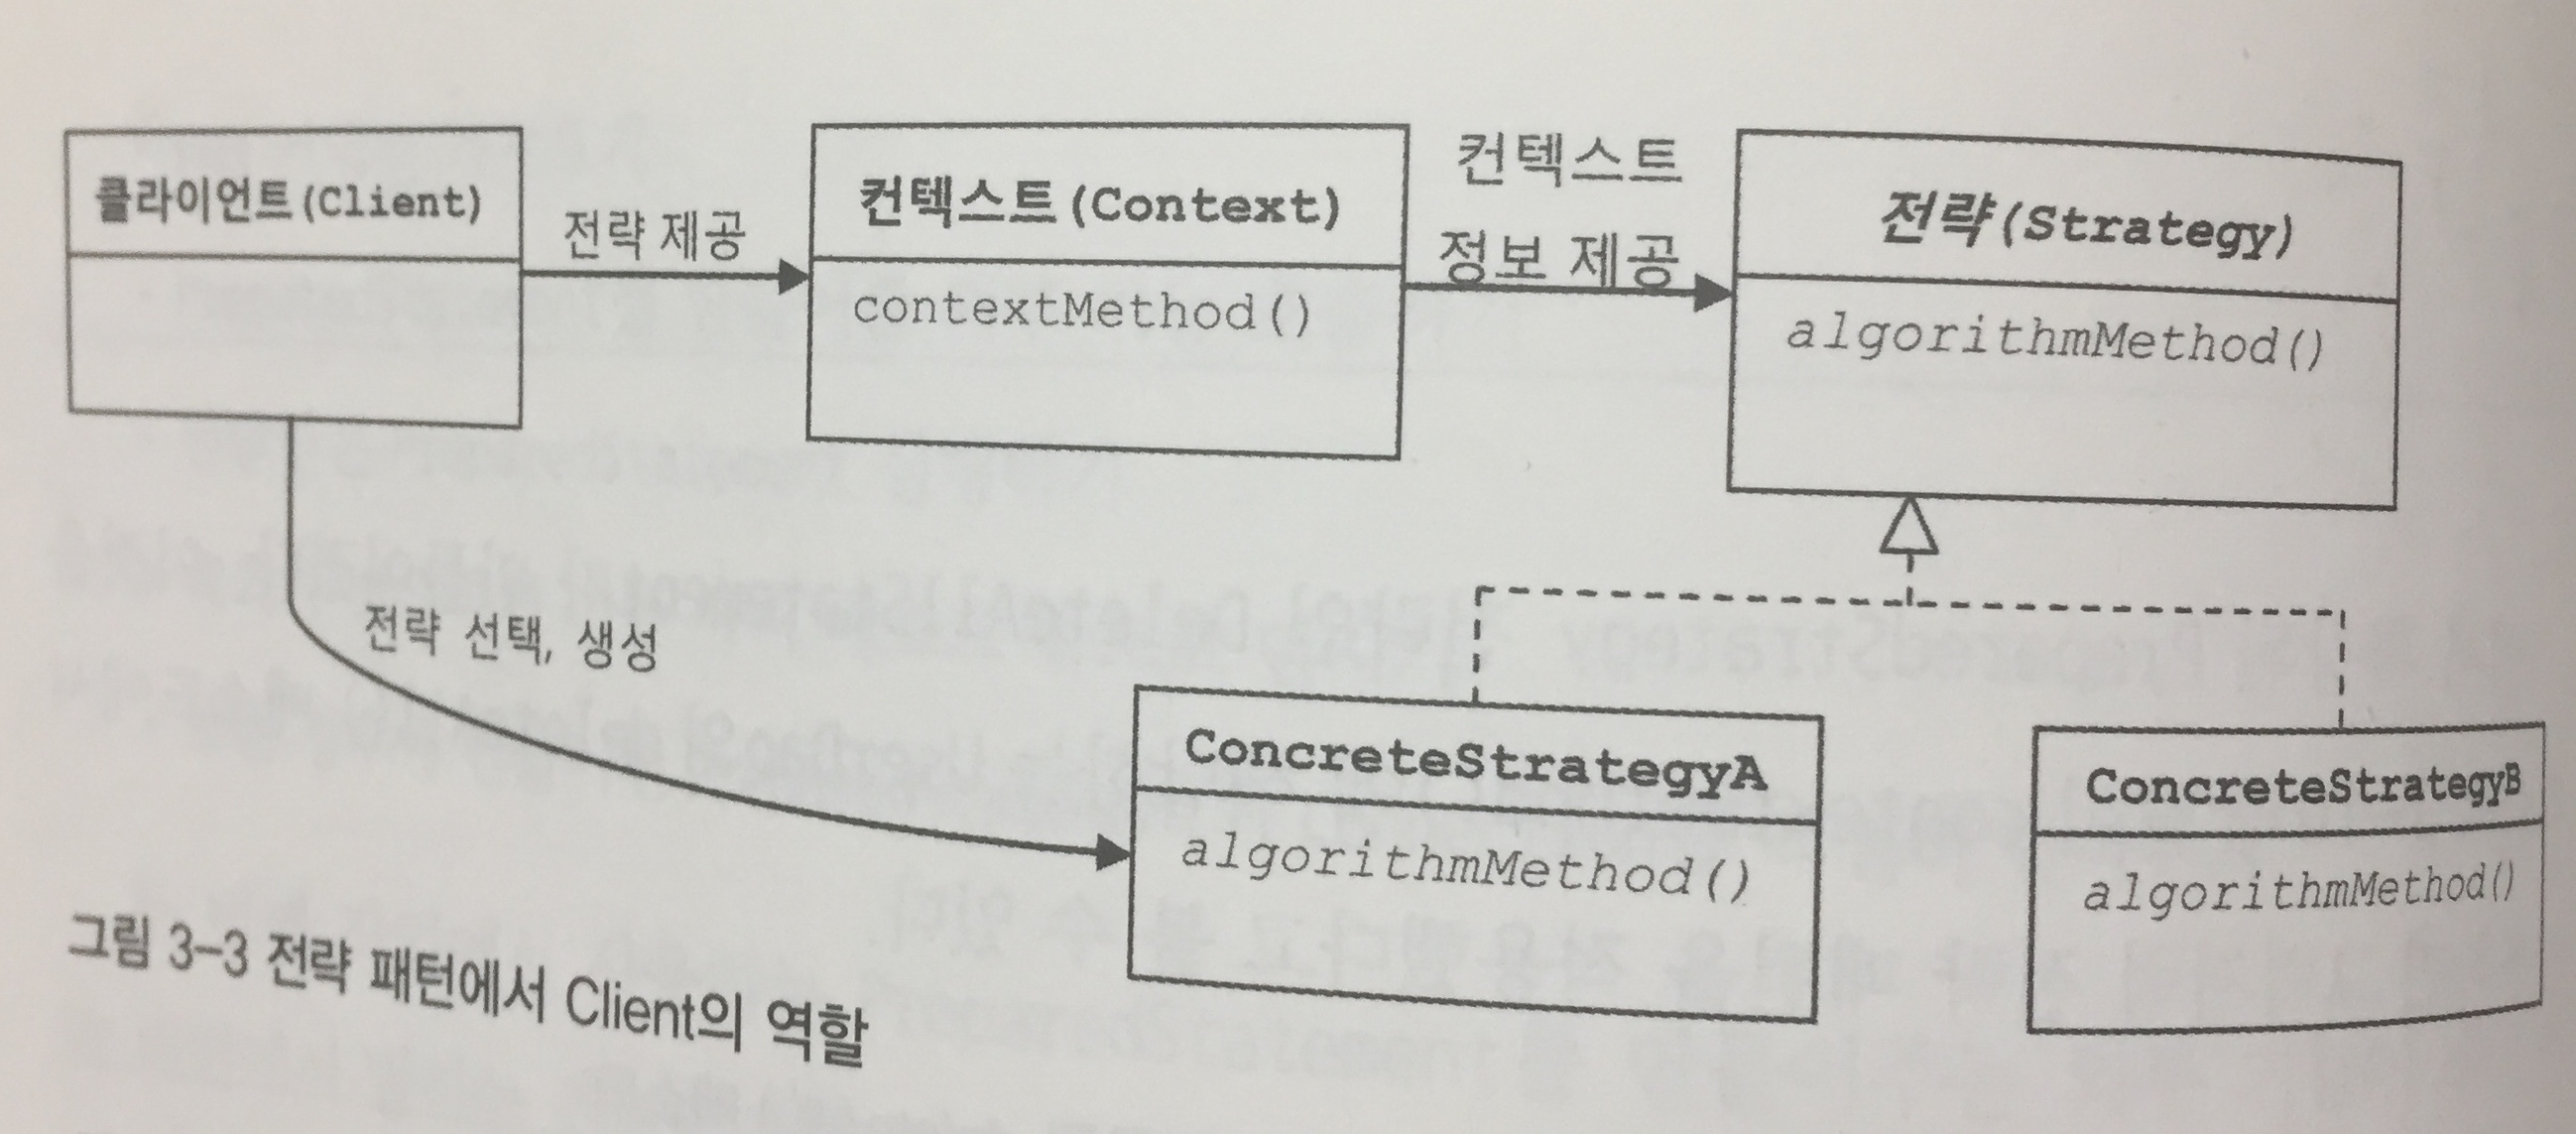 클라이언트(Client)
전략 제공
컨텍스트(Context)
contextMethod()
컨텍스트
정보 제공
전략(Strategy)
algorithmMethod()
전략 선택, 생성
ConcreteStrategyA
algorithmMethod()
ConcreteStrategyB
algorithmMethod()
그림 3-3 전략 패턴에서 Client의 역할